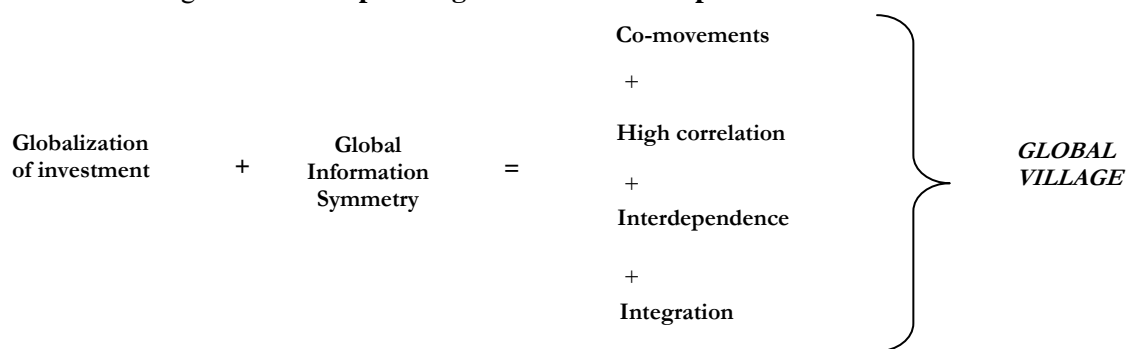 Globalization
of investment
+
Global
Information
Symmetry
=
Co-movements
+
High correlation
+
Interdependence
+
Integration
GLOBAL
VILLAGE